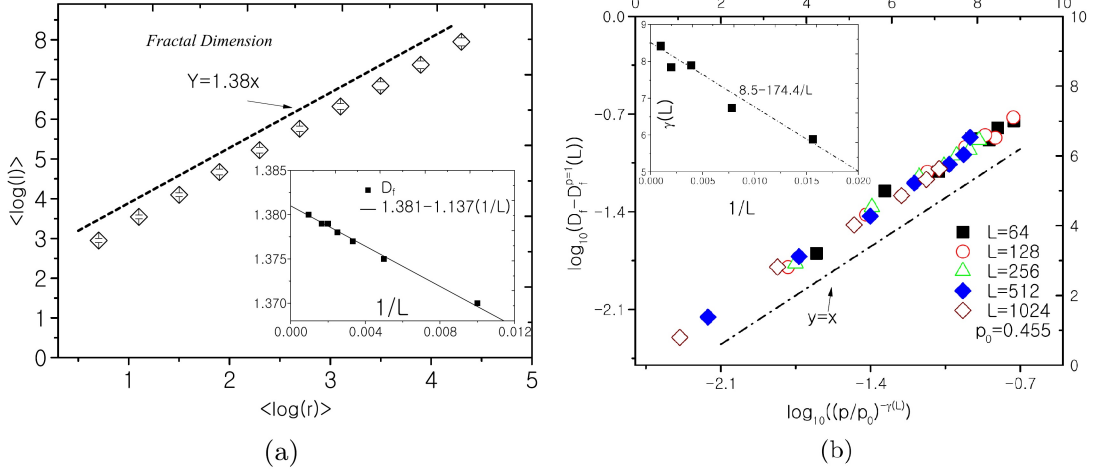 Fractal Dimension
Y=1.38x
<log(l)>
8
7
6
5
4
3
2
1
0
1
2
3
4
5
<log(r)>
1.385
1.380
1.375
1.370
D_f
1.381-1.137(1/L)
1/L
0.000
0.004
0.008
0.012
(a)
0
2
4
6
8
10
0.0
-0.7
-1.4
-2.1
log₁₀(D_f-D_f^{p=1}(L))
10
8
6
4
2
0
9
8
7
6
5
γ(L)
8.5-174.4/L
0.000
0.005
0.010
0.015
0.020
1/L
L=64
L=128
L=256
L=512
L=1024
p₀=0.455
y=x
-2.1
-1.4
-0.7
log₁₀((p/p₀)^{-γ(L)})
(b)